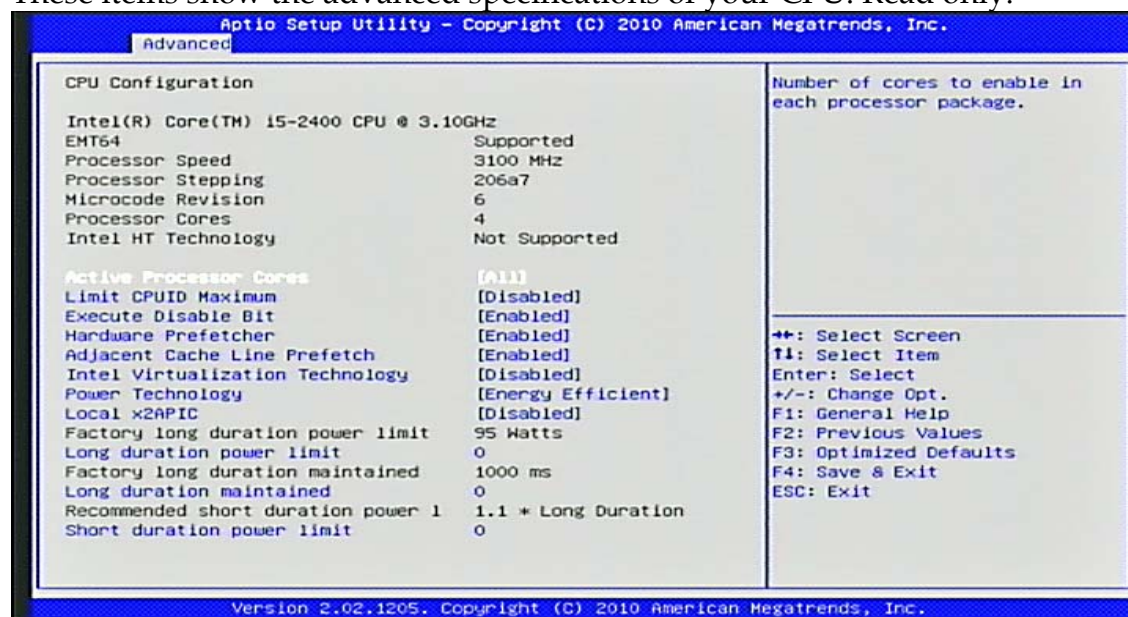 These items show the advanced specifications of your CPU. Read only.
Aptio Setup Utility – Copyright (C) 2010 American Megatrends, Inc.
Advanced
CPU Configuration
Intel(R) Core(TM) i5-2400 CPU @ 3.10GHz
EMT64 Supported
Processor Speed 3100 MHz
Processor Stepping 206a7
Microcode Revision 6
Processor Cores 4
Intel HT Technology Not Supported
Active Processor Cores [All]
Limit CPUID Maximum [Disabled]
Execute Disable Bit [Enabled]
Hardware Prefetcher [Enabled]
Adjacent Cache Line Prefetch [Enabled]
Intel Virtualization Technology [Disabled]
Power Technology [Energy Efficient]
Local x2APIC [Disabled]
Factory long duration power limit 95 Watts
Long duration power limit 0
Factory long duration maintained 1000 ms
Long duration maintained 0
Recommended short duration power l 1.1 * Long Duration
Short duration power limit 0
Number of cores to enable in
each processor package.
→←: Select Screen
↑↓: Select Item
Enter: Select
+/-: Change Opt.
F1: General Help
F2: Previous Values
F3: Optimized Defaults
F4: Save & Exit
ESC: Exit
Version 2.02.1205. Copyright (C) 2010 American Megatrends, Inc.